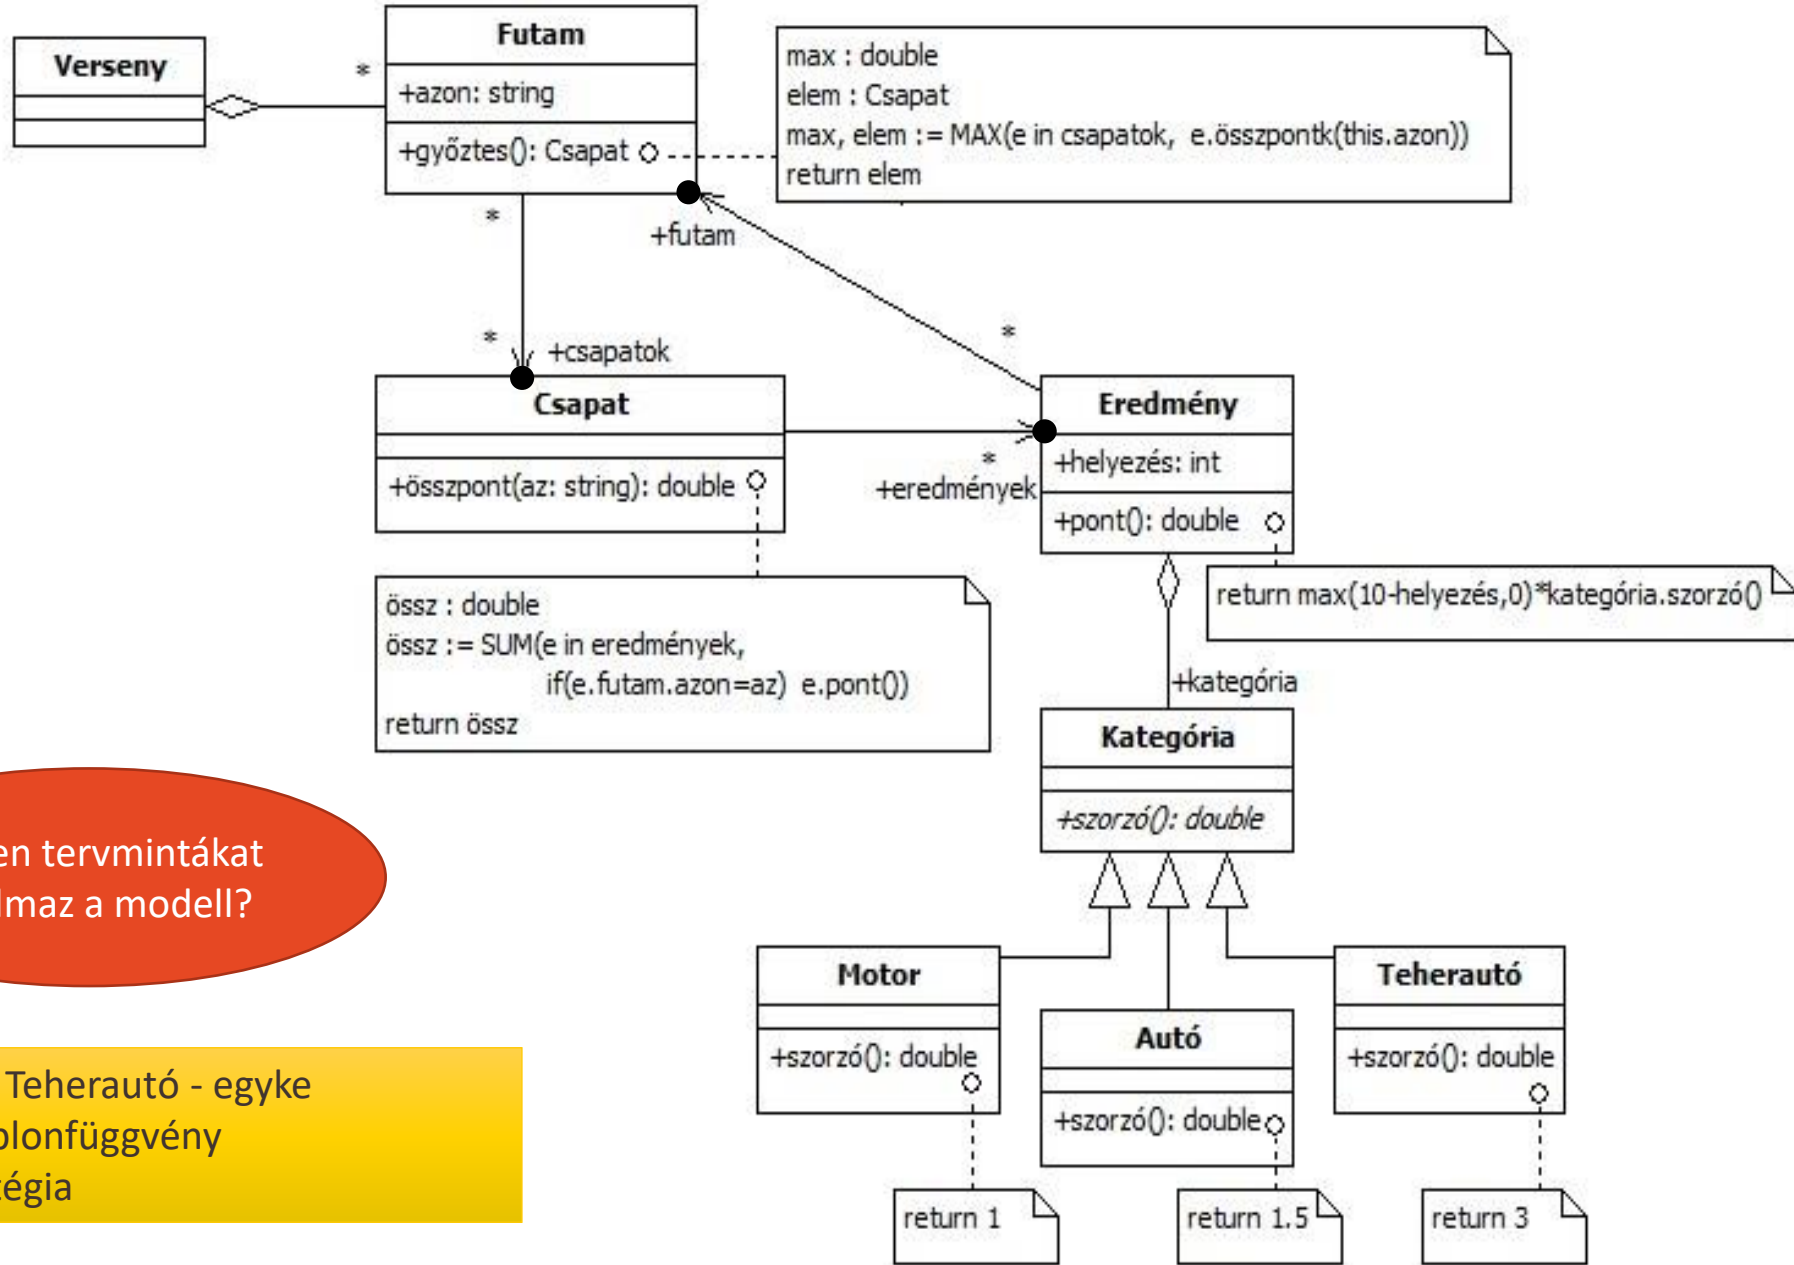 Verseny
*
Futam
+azon: string
+győztes(): Csapat
max : double
elem : Csapat
max, elem := MAX(e in csapatok, e.összpontk(this.azon))
return elem
*
+futam
*
*
+csapatok
Csapat
+összpont(az: string): double
*
+eredmények
Eredmény
+helyezés: int
+pont(): double
return max(10-helyezés,0)*kategória.szorzó()
össz : double
össz := SUM(e in eredmények,
if(e.futam.azon=az) e.pont())
return össz
+kategória
Kategória
+szorzó(): double
en tervmintákat
lmaz a modell?
Motor
+szorzó(): double
Autó
+szorzó(): double
Teherautó
+szorzó(): double
Teherautó - egyke
blonfüggvény
tégia
return 1
return 1.5
return 3